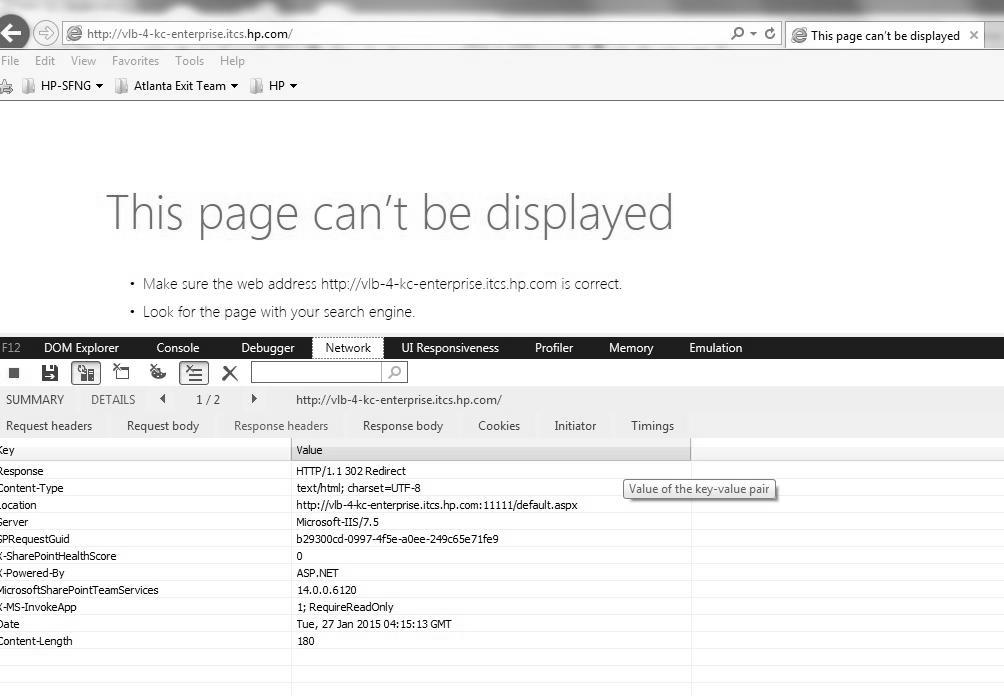 http://vlb-4-kc-enterprise.itcs.hp.com/
This page can't be displayed
File Edit View Favorites Tools Help
HP-SFNG Atlanta Exit Team HP
This page can't be displayed
• Make sure the web address http://vlb-4-kc-enterprise.itcs.hp.com is correct.
• Look for the page with your search engine.
F12 DOM Explorer Console Debugger Network UI Responsiveness Profiler Memory Emulation
SUMMARY DETAILS 1 / 2 http://vlb-4-kc-enterprise.itcs.hp.com/
Request headers Request body Response headers Response body Cookies Initiator Timings
Key Value
Response HTTP/1.1 302 Redirect
Content-Type text/html; charset=UTF-8
Value of the key-value pair
Location http://vlb-4-kc-enterprise.itcs.hp.com:11111/default.aspx
Server Microsoft-IIS/7.5
SPRequestGuid b29300cd-0997-4f5e-a0ee-249c65e71fe9
X-SharePointHealthScore 0
X-Powered-By ASP.NET
MicrosoftSharePointTeamServices 14.0.0.6120
X-MS-InvokeApp 1; RequireReadOnly
Date Tue, 27 Jan 2015 04:15:13 GMT
Content-Length 180